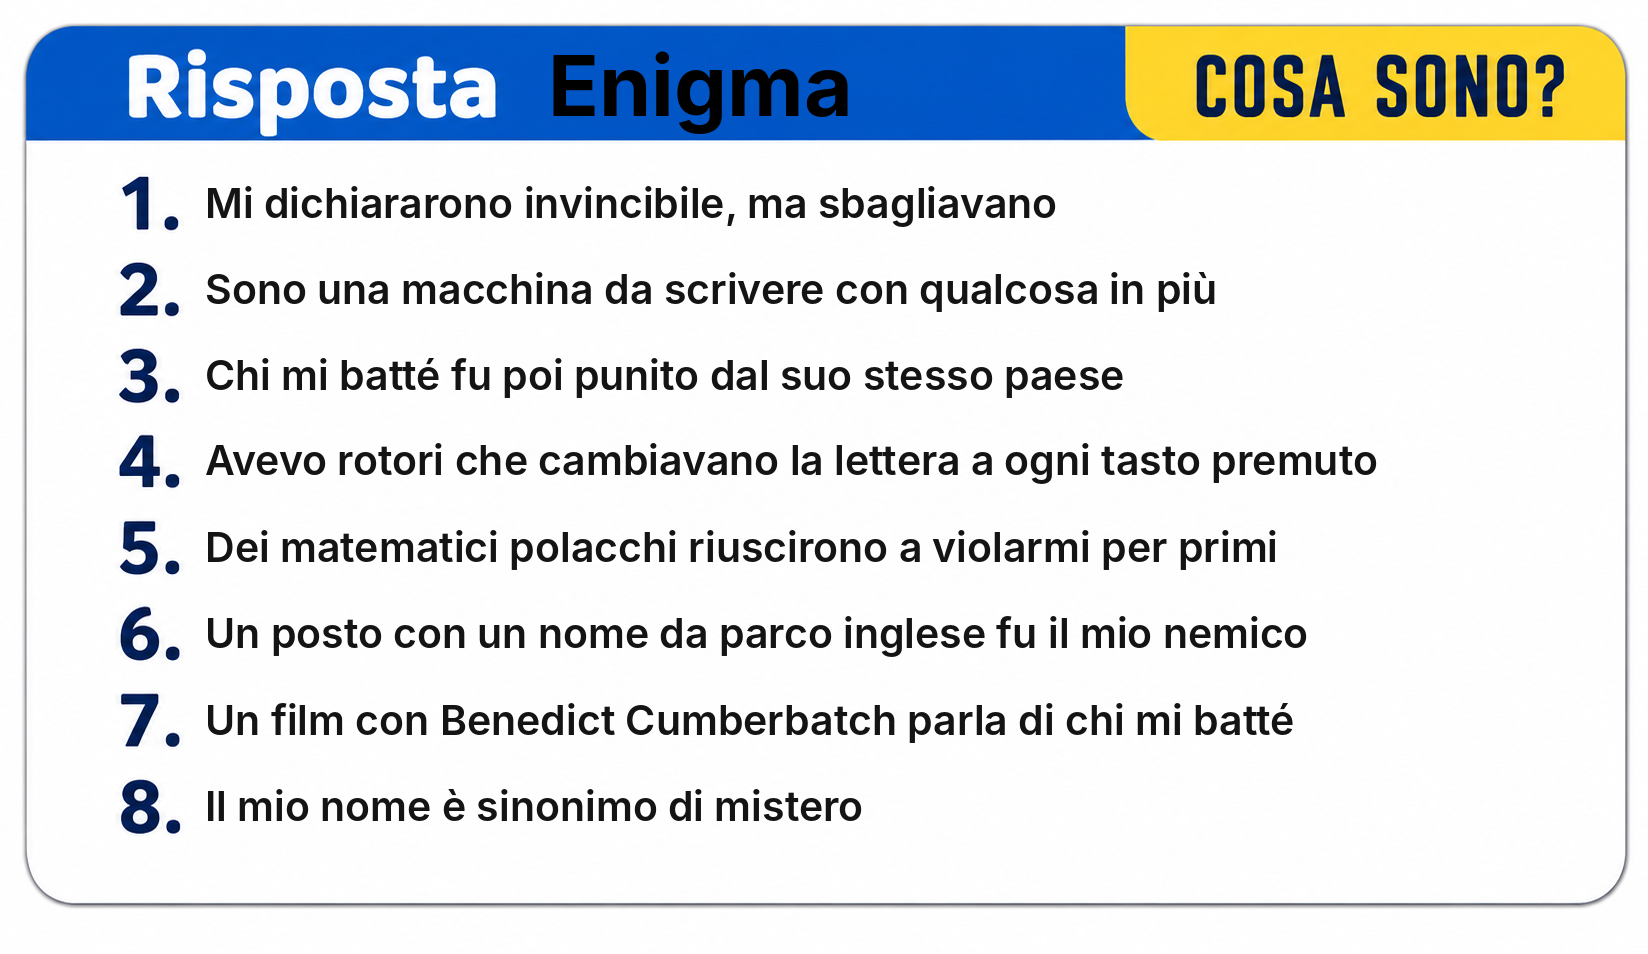 Risposta Enigma COSA SONO?
1. Mi dichiararono invincibile, ma sbagliavano
2. Sono una macchina da scrivere con qualcosa in più
3. Chi mi batté fu poi punito dal suo stesso paese
4. Avevo rotori che cambiavano la lettera a ogni tasto premuto
5. Dei matematici polacchi riuscirono a violarmi per primi
6. Un posto con un nome da parco inglese fu il mio nemico
7. Un film con Benedict Cumberbatch parla di chi mi batté
8. Il mio nome è sinonimo di mistero